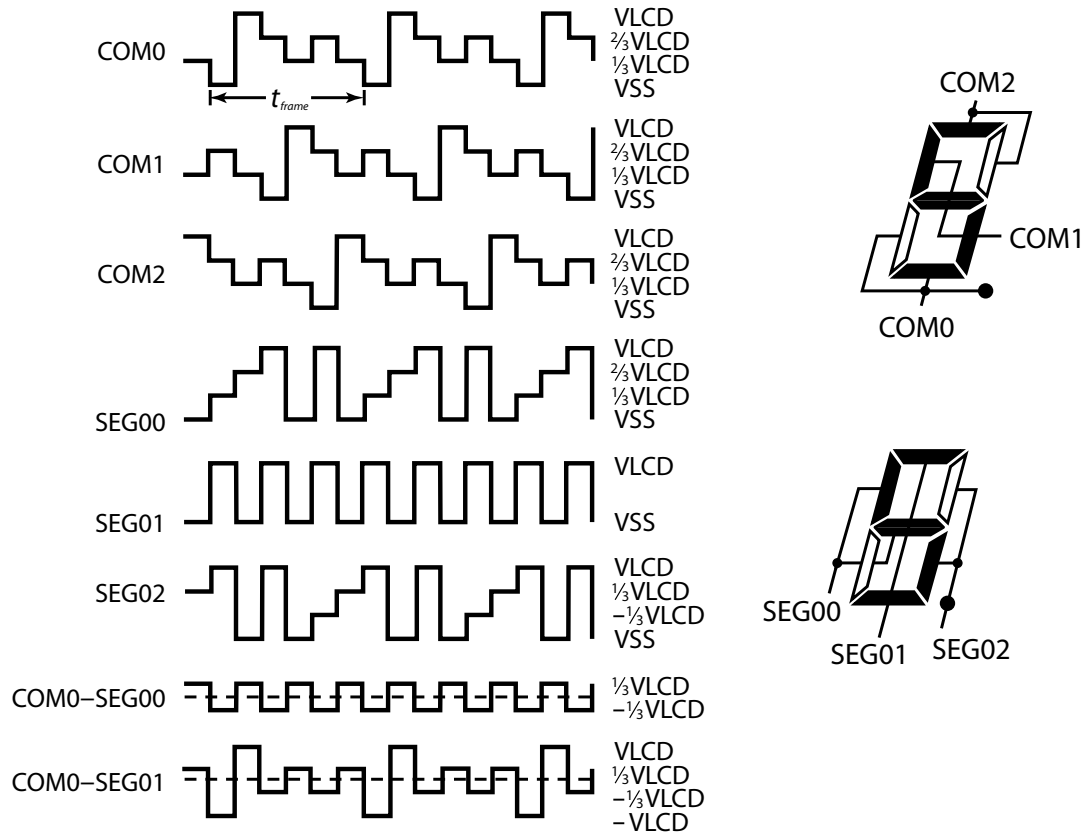 COM0
VLCD
⅔VLCD
⅓VLCD
VSS
t frame
COM1
VLCD
⅔VLCD
⅓VLCD
VSS
COM2
VLCD
⅔VLCD
⅓VLCD
VSS
SEG00
VLCD
⅔VLCD
⅓VLCD
VSS
SEG01
VLCD
VSS
SEG02
VLCD
⅓VLCD
–⅓VLCD
VSS
COM0–SEG00
⅓VLCD
–⅓VLCD
COM0–SEG01
VLCD
⅓VLCD
–⅓VLCD
– VLCD
COM2
COM1
COM0
SEG00
SEG01
SEG02